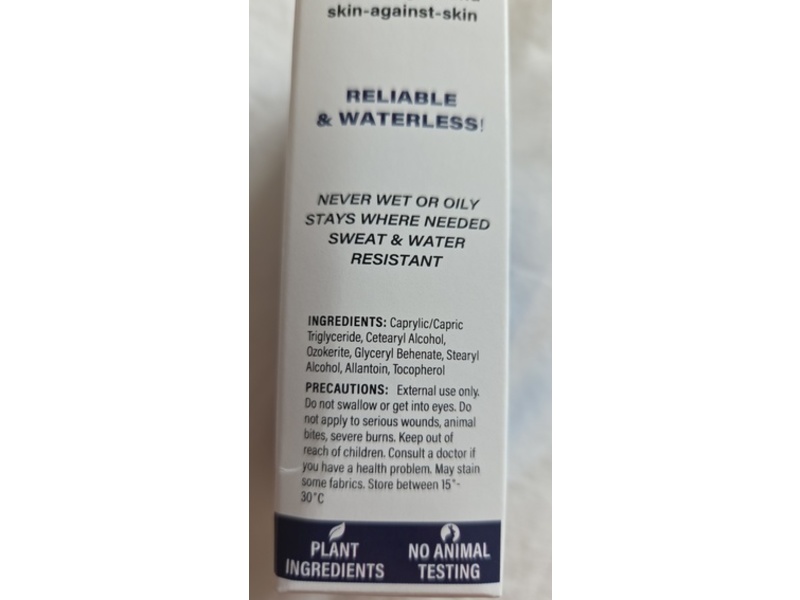 skin-against-skin
RELIABLE
& WATERLESS!
NEVER WET OR OILY
STAYS WHERE NEEDED
SWEAT & WATER
RESISTANT
INGREDIENTS: Caprylic/Capric
Triglyceride, Cetearyl Alcohol,
Ozokerite, Glyceryl Behenate, Stearyl
Alcohol, Allantoin, Tocopherol
PRECAUTIONS: External use only.
Do not swallow or get into eyes. Do
not apply to serious wounds, animal
bites, severe burns. Keep out of
reach of children. Consult a doctor if
you have a health problem. May stain
some fabrics. Store between 15°-
30°C
PLANT
INGREDIENTS
NO ANIMAL
TESTING